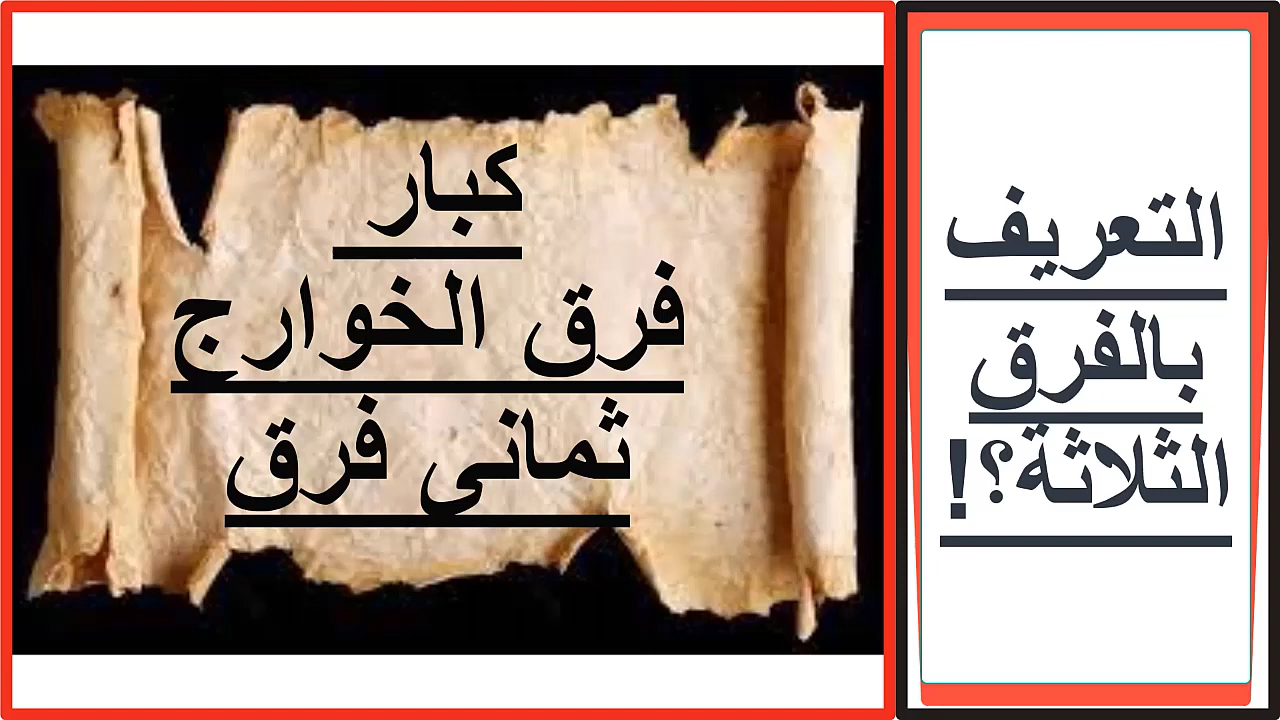 كبار
فرق الخوارج
ثماني فرق
التعريف
بالفرق
الثلاثة؟!